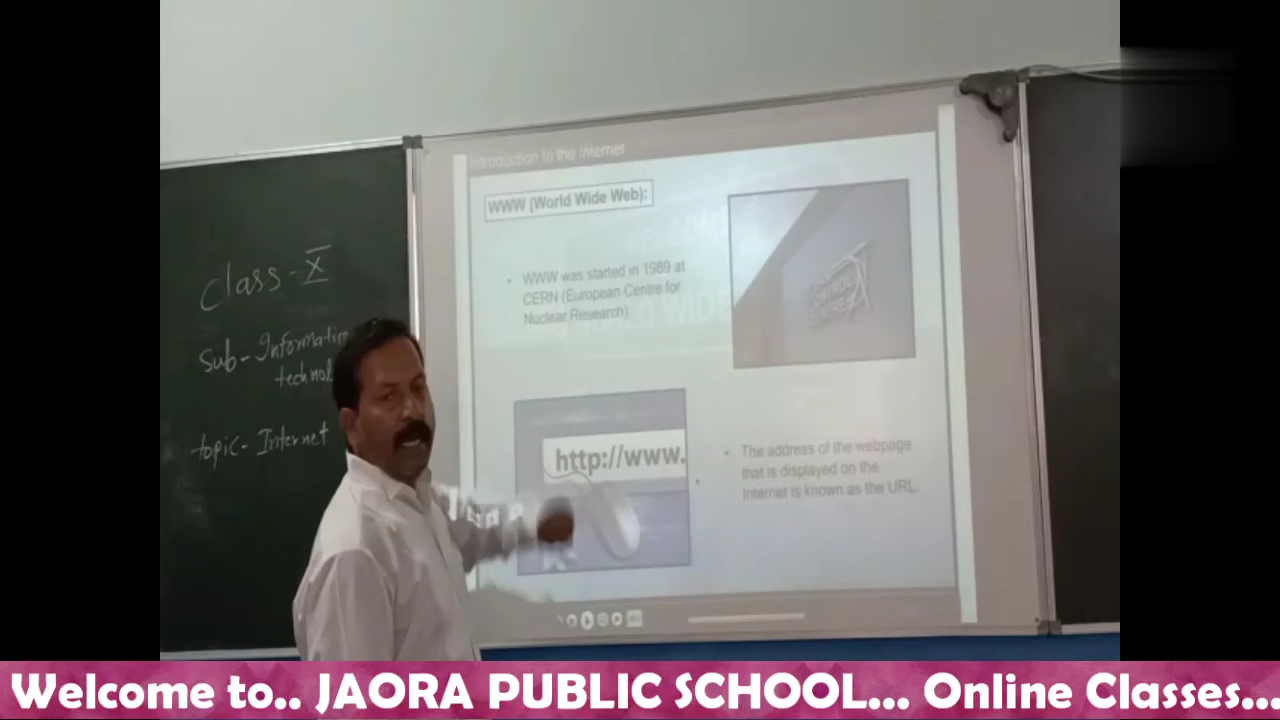 Introduction to the Internet
WWW (World Wide Web):
• WWW was started in 1989 at
CERN (European Centre for
Nuclear Research)
http://www.
• The address of the webpage
that is displayed on the
Internet is known as the URL.
Class - X
Sub - Informatio
technol
topic - Internet
Welcome to.. JAORA PUBLIC SCHOOL... Online Classes...